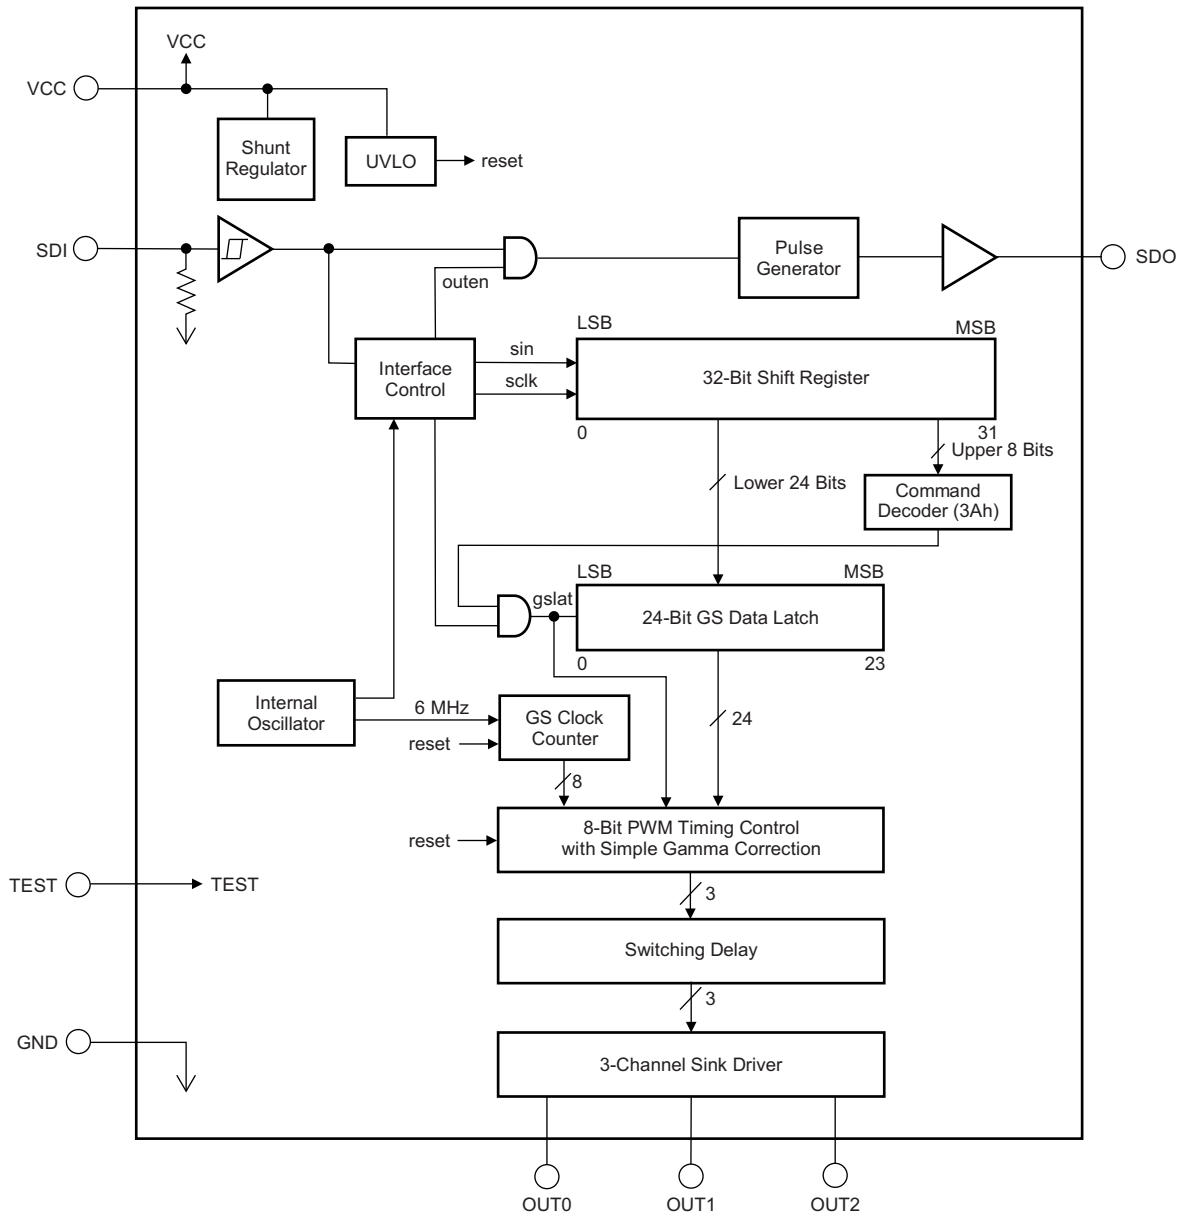 VCC
VCC
Shunt
Regulator
UVLO
reset
SDI
outen
Pulse
Generator
SDO
LSB
MSB
Interface
Control
sin
sclk
32-Bit Shift Register
0
31
Upper 8 Bits
Lower 24 Bits
Command
Decoder (3Ah)
LSB
MSB
gslat
24-Bit GS Data Latch
0
23
Internal
Oscillator
6 MHz
reset
GS Clock
Counter
24
8
reset
8-Bit PWM Timing Control
with Simple Gamma Correction
TEST
TEST
3
Switching Delay
3
GND
3-Channel Sink Driver
OUT0
OUT1
OUT2